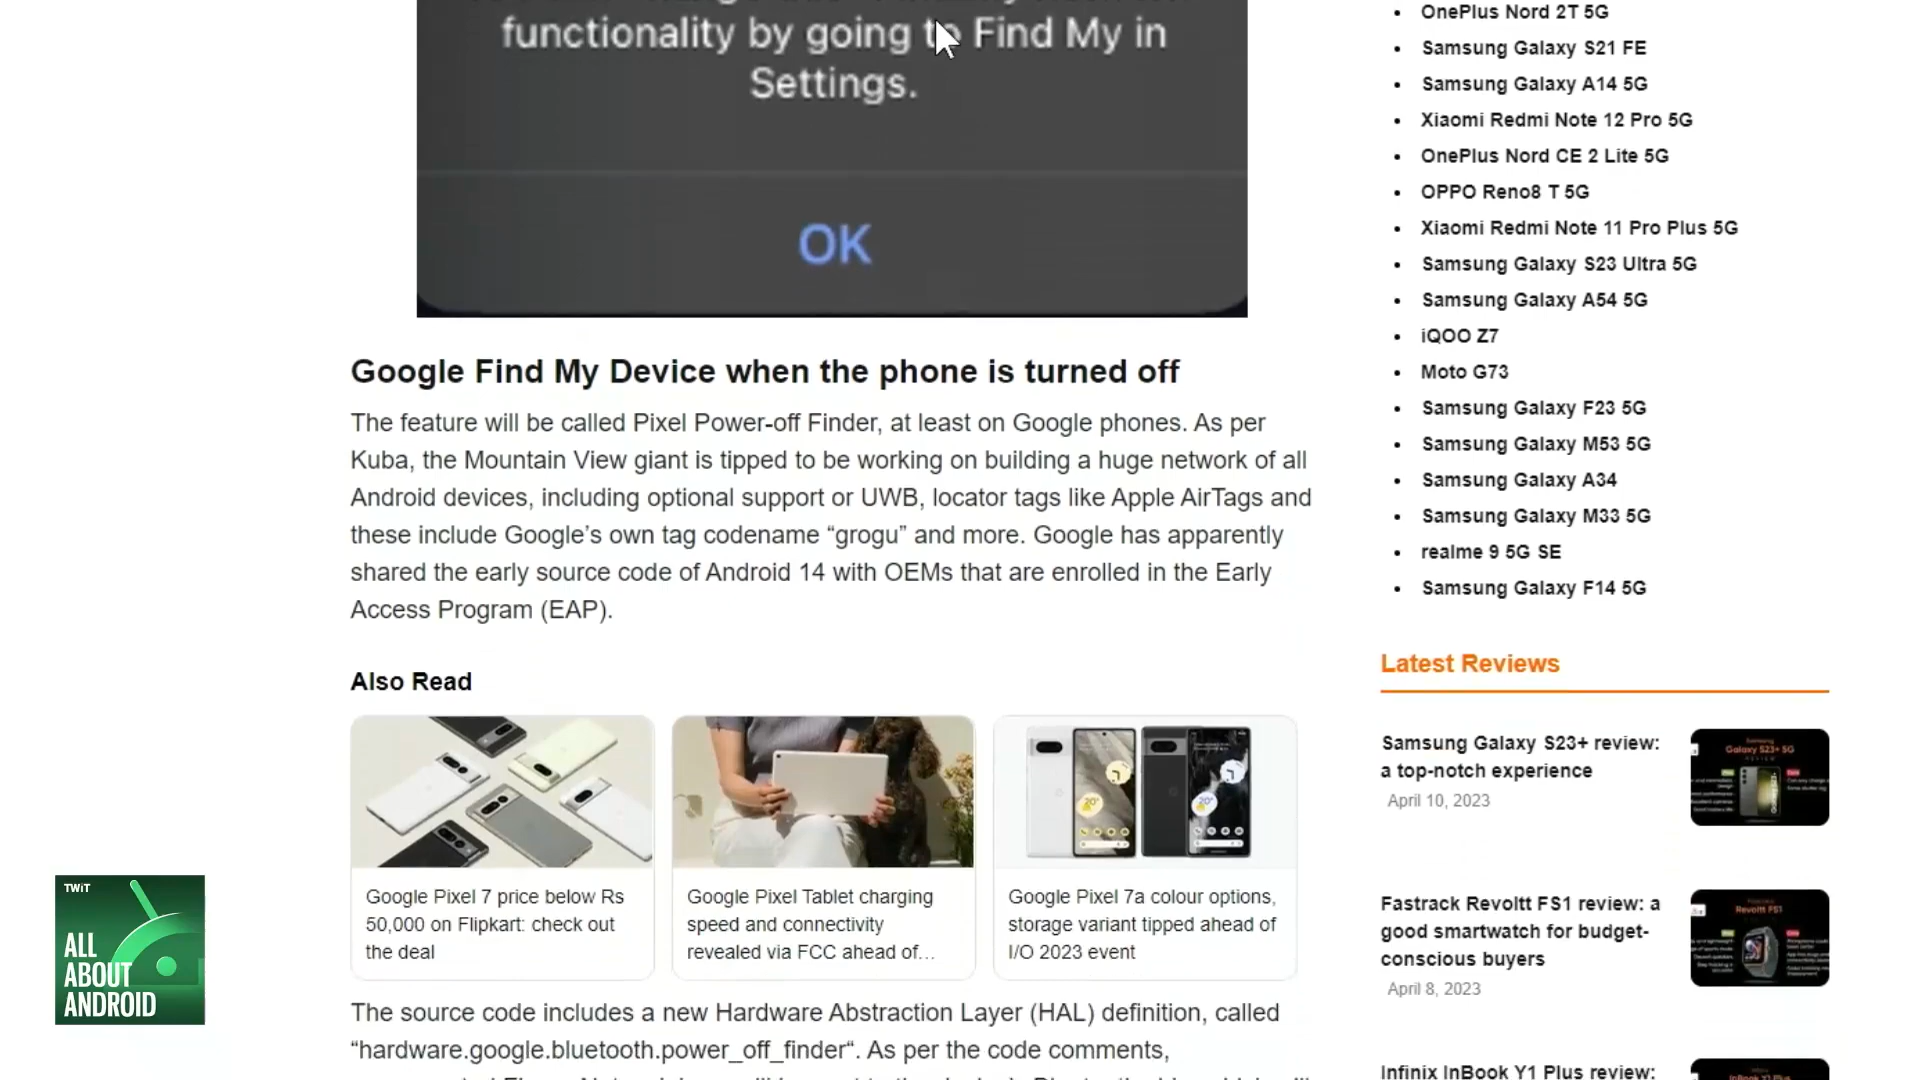 functionality by going to Find My in
Settings.
OK
Google Find My Device when the phone is turned off
The feature will be called Pixel Power-off Finder, at least on Google phones. As per
Kuba, the Mountain View giant is tipped to be working on building a huge network of all
Android devices, including optional support or UWB, locator tags like Apple AirTags and
these include Google’s own tag codename “grogu” and more. Google has apparently
shared the early source code of Android 14 with OEMs that are enrolled in the Early
Access Program (EAP).
Also Read
Google Pixel 7 price below Rs
50,000 on Flipkart: check out
the deal
Google Pixel Tablet charging
speed and connectivity
revealed via FCC ahead of…
Google Pixel 7a colour options,
storage variant tipped ahead of
I/O 2023 event
The source code includes a new Hardware Abstraction Layer (HAL) definition, called
“hardware.google.bluetooth.power_off_finder“. As per the code comments,
OnePlus Nord 2T 5G
Samsung Galaxy S21 FE
Samsung Galaxy A14 5G
Xiaomi Redmi Note 12 Pro 5G
OnePlus Nord CE 2 Lite 5G
OPPO Reno8 T 5G
Xiaomi Redmi Note 11 Pro Plus 5G
Samsung Galaxy S23 Ultra 5G
Samsung Galaxy A54 5G
iQOO Z7
Moto G73
Samsung Galaxy F23 5G
Samsung Galaxy M53 5G
Samsung Galaxy A34
Samsung Galaxy M33 5G
realme 9 5G SE
Samsung Galaxy F14 5G
Latest Reviews
Samsung Galaxy S23+ review:
a top-notch experience
April 10, 2023
Galaxy S23+ 5G
Fastrack Revoltt FS1 review: a
good smartwatch for budget-
conscious buyers
April 8, 2023
Revoltt FS1
Infinix InBook Y1 Plus review:
InBook Y1 Plus
TWiT
ALL
ABOUT
ANDROID